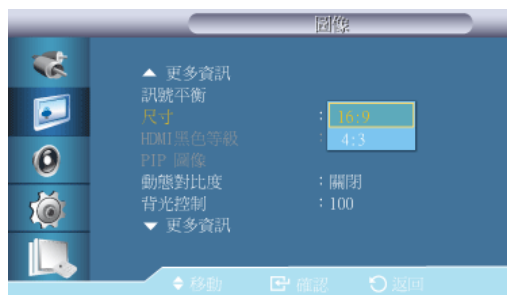 圖像
▲ 更多資訊
訊號平衡
尺寸 : 16:9
HDMI黑色等級 : 4:3
PIP 圖像
動態對比度 : 關閉
背光控制 : 100
▼ 更多資訊
移動 確認 返回